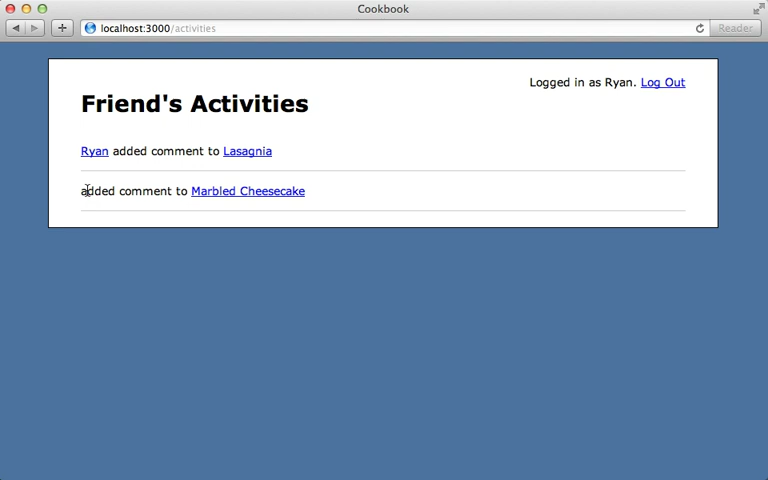 Cookbook
localhost:3000/activities
Reader
Logged in as Ryan. Log Out
Friend's Activities
Ryan added comment to Lasagnia
added comment to Marbled Cheesecake